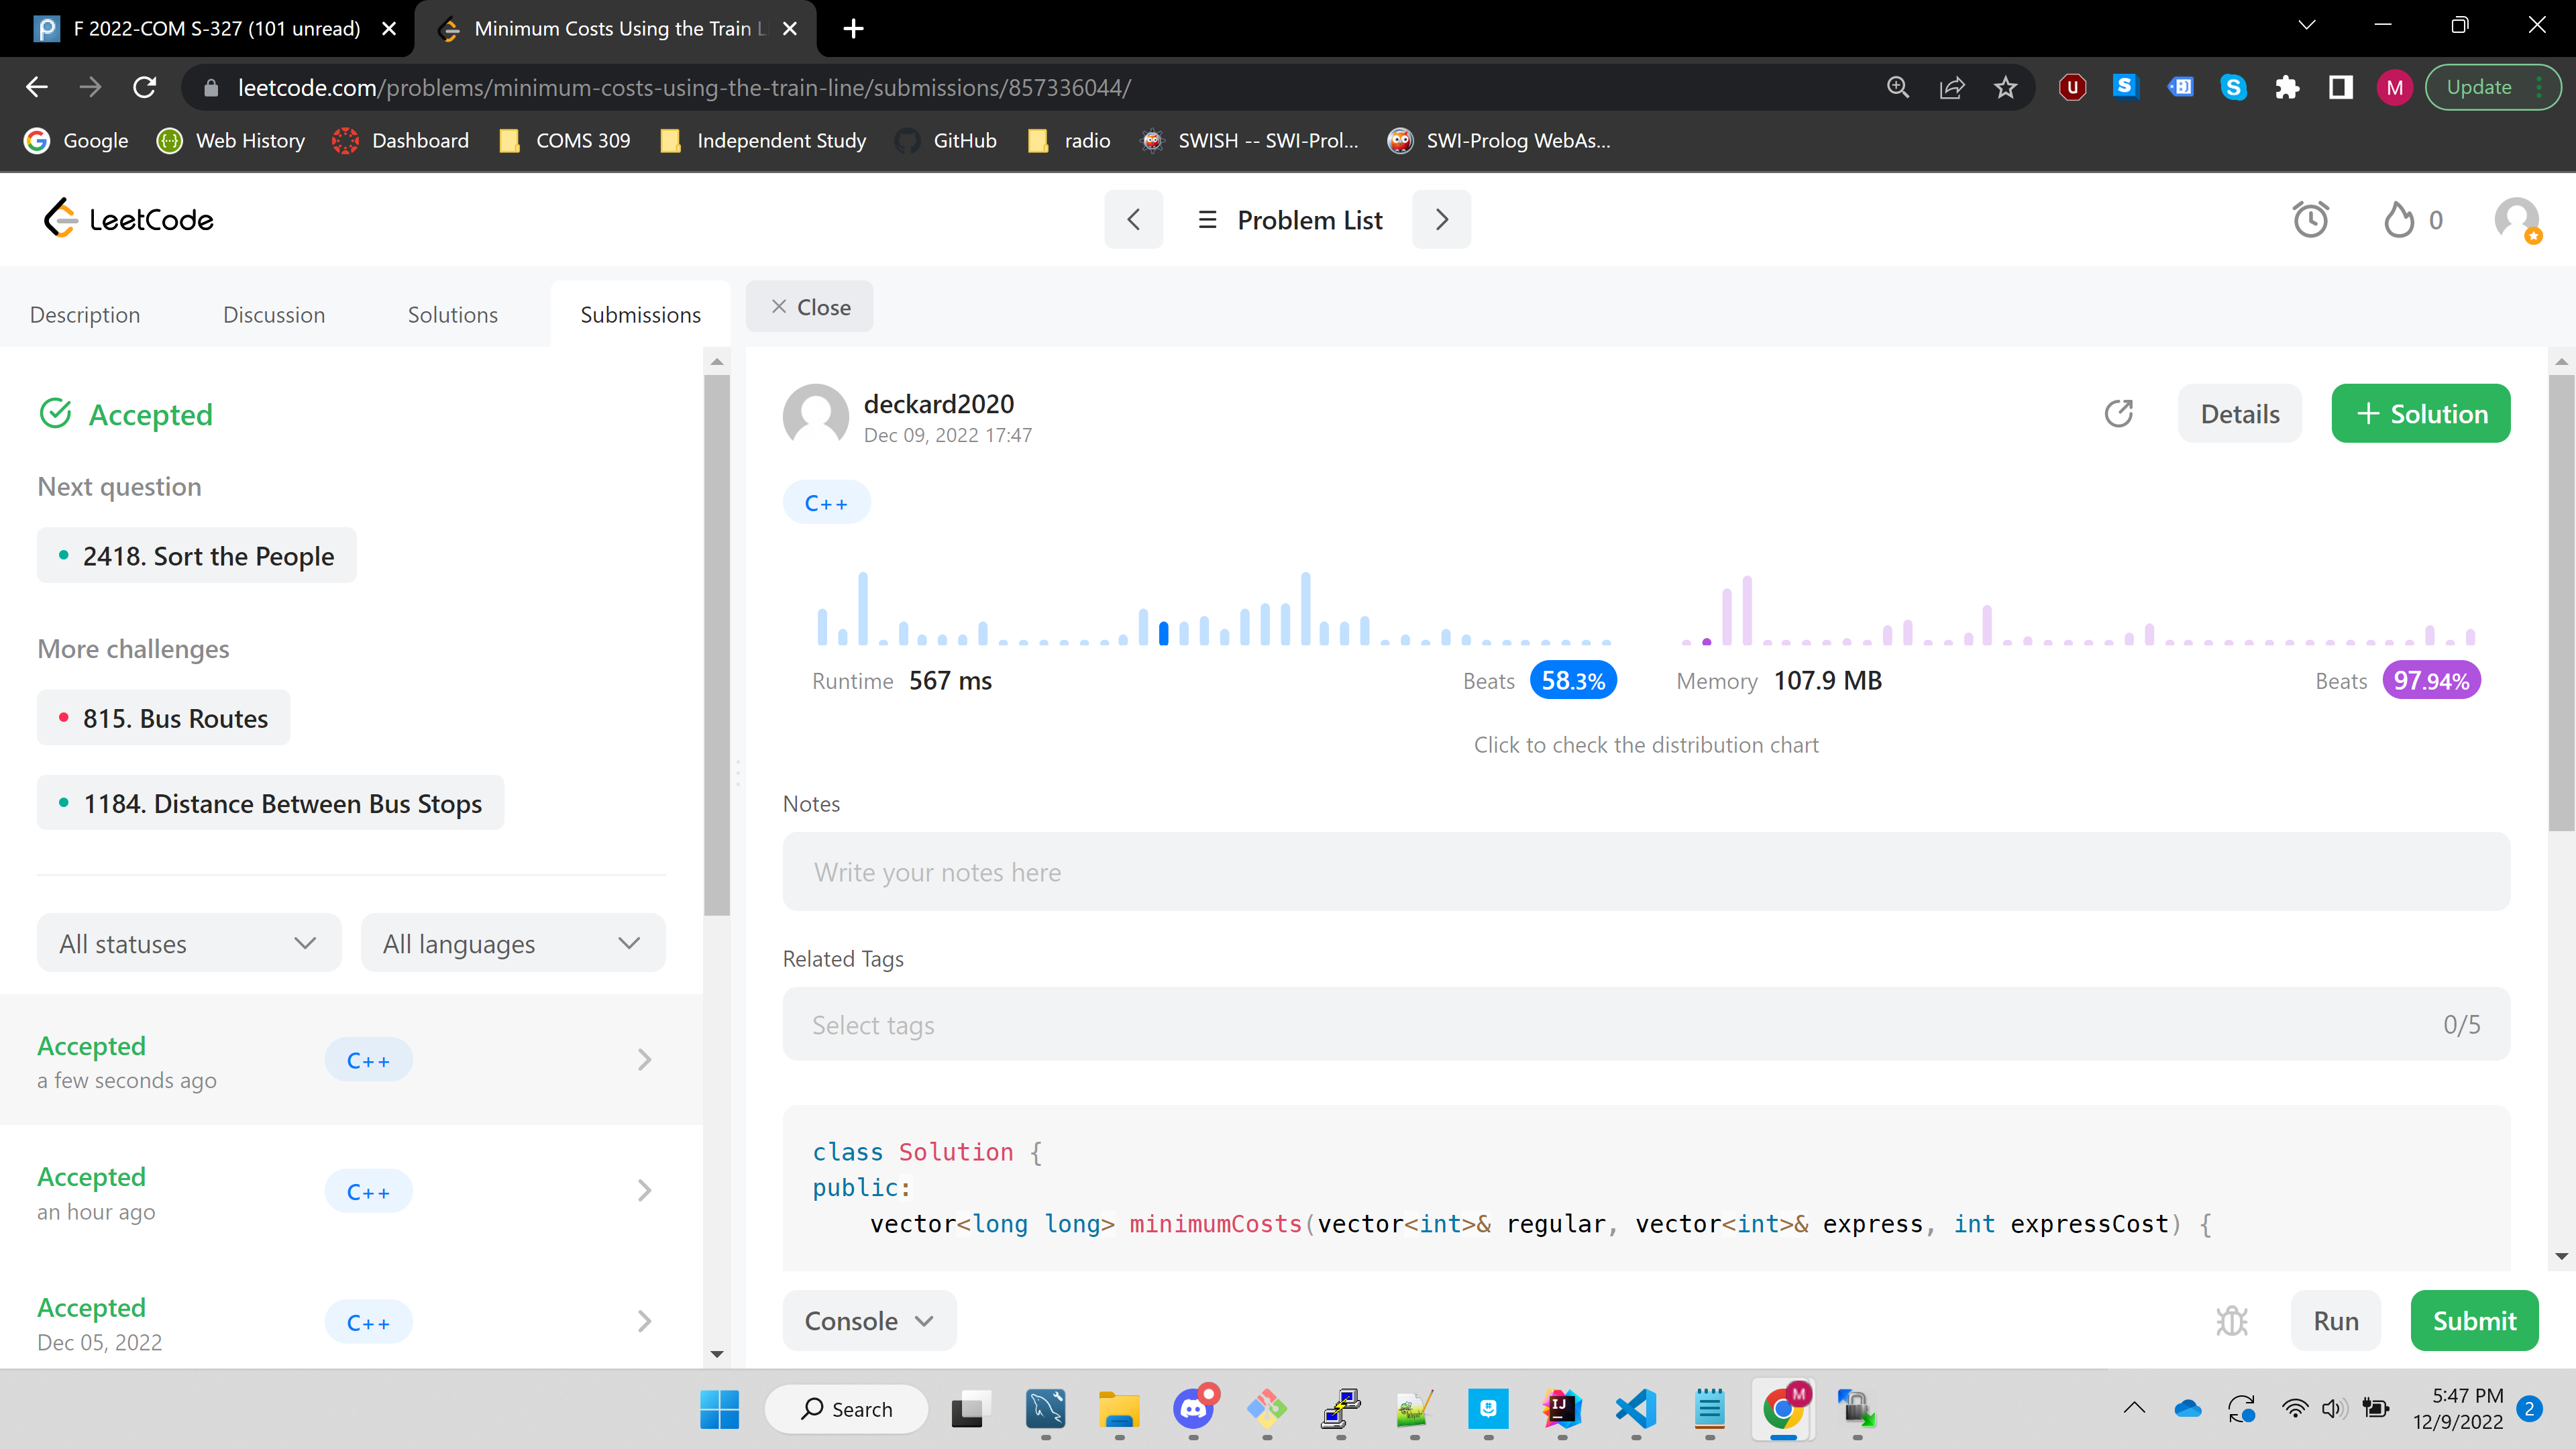 F 2022-COM S-327 (101 unread)
Minimum Costs Using the Train L
leetcode.com/problems/minimum-costs-using-the-train-line/submissions/857336044/
Update
M
Google
Web History
Dashboard
COMS 309
Independent Study
GitHub
radio
SWISH -- SWI-Prol...
SWI-Prolog WebAs...
LeetCode
Problem List
0
Description
Discussion
Solutions
Submissions
Close
Accepted
Next question
2418. Sort the People
More challenges
815. Bus Routes
1184. Distance Between Bus Stops
All statuses
All languages
Accepted
a few seconds ago
C++
Accepted
an hour ago
C++
Accepted
Dec 05, 2022
C++
deckard2020
Dec 09, 2022 17:47
Details
+ Solution
C++
Runtime 567 ms
Beats 58.3%
Memory 107.9 MB
Beats 97.94%
Click to check the distribution chart
Notes
Write your notes here
Related Tags
Select tags
0/5
class Solution {
public:
vector<long long> minimumCosts(vector<int>& regular, vector<int>& express, int expressCost) {
Console
Run
Submit
Search
5:47 PM
12/9/2022
2